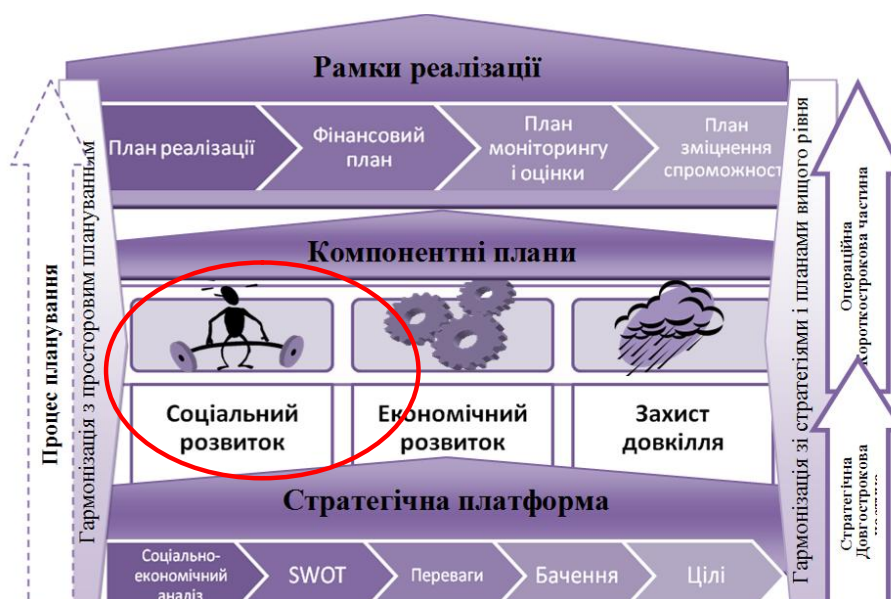 Рамки реалізації
План реалізації
Фінансовий
план
План
моніторингу
і оцінки
План
зміцнення
спроможност
Компонентні плани
Соціальний
розвиток
Економічний
розвиток
Захист
довкілля
Стратегічна платформа
Соціально-
економічний
аналіз
SWOT
Переваги
Бачення
Цілі
Процес планування
Гармонізація з просторовим плануванням
Гармонізація зі стратегіями і планами вищого рівня
Операційна
ороткострокова частина
Стратегічна
Довгострокова